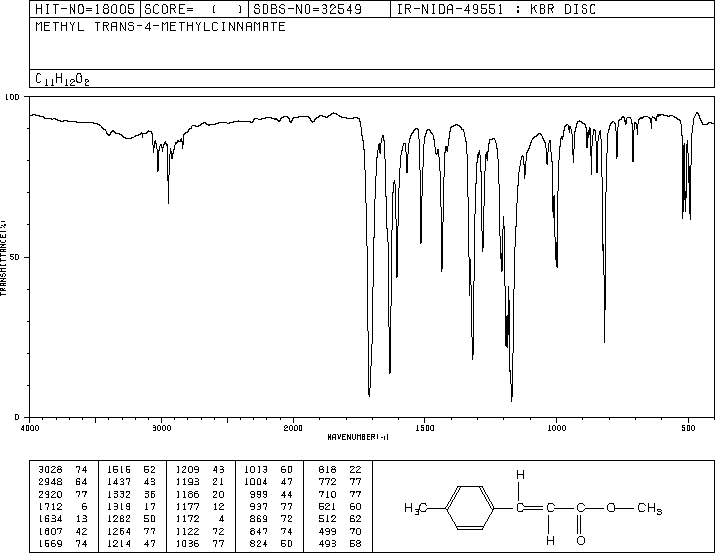 HIT-NO=18005 SCORE= ( ) SDBS-NO=32549 IR-NIDA-49551 : KBR DISC
METHYL TRANS-4-METHYLCINNAMATE
C11H12O2
100
TRANSMITTANCE(%)
50
0
4000 3000 2000 1500 1000 500
WAVENUMBER(-1)
3028 74 1516 52 1209 43 1013 60 818 22
2948 64 1437 43 1193 21 1004 47 772 77
2920 77 1332 36 1186 20 999 44 710 77
1712 6 1319 17 1177 12 937 77 521 60
1634 13 1282 50 1172 4 869 72 512 62
1607 42 1264 77 1122 72 847 74 499 70
1569 74 1214 47 1036 77 824 50 493 58
H
H3C C C C O CH3
H O